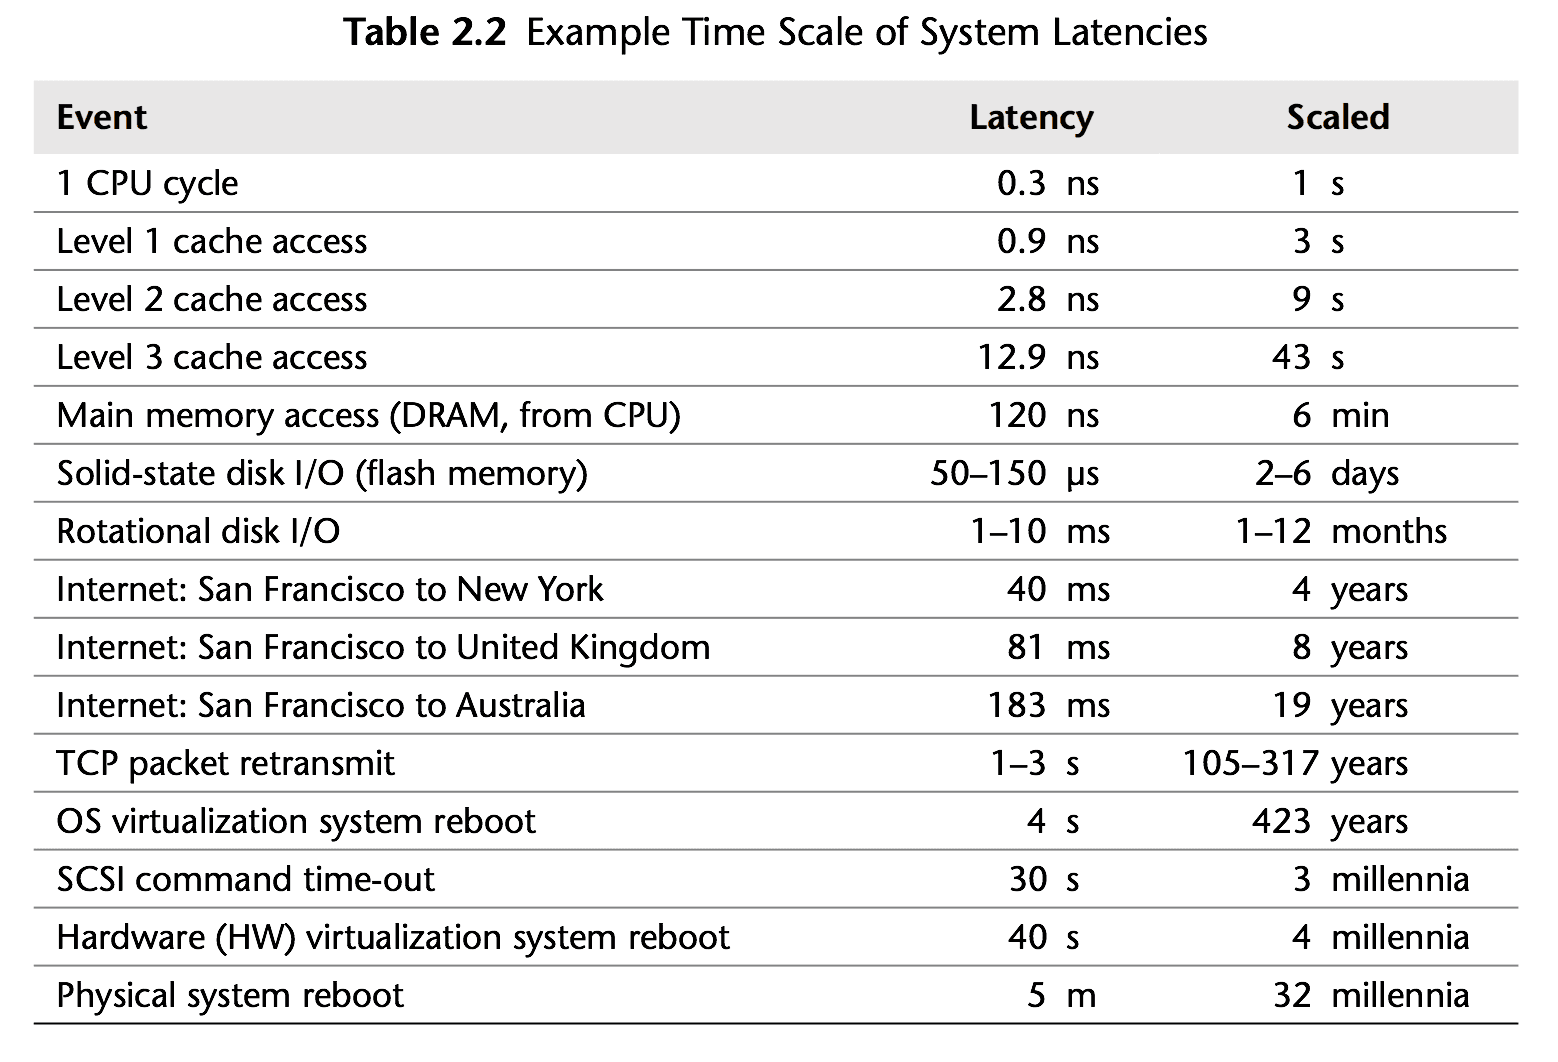 Table 2.2 Example Time Scale of System Latencies
Event Latency Scaled
1 CPU cycle 0.3 ns 1 s
Level 1 cache access 0.9 ns 3 s
Level 2 cache access 2.8 ns 9 s
Level 3 cache access 12.9 ns 43 s
Main memory access (DRAM, from CPU) 120 ns 6 min
Solid-state disk I/O (flash memory) 50–150 μs 2–6 days
Rotational disk I/O 1–10 ms 1–12 months
Internet: San Francisco to New York 40 ms 4 years
Internet: San Francisco to United Kingdom 81 ms 8 years
Internet: San Francisco to Australia 183 ms 19 years
TCP packet retransmit 1–3 s 105–317 years
OS virtualization system reboot 4 s 423 years
SCSI command time-out 30 s 3 millennia
Hardware (HW) virtualization system reboot 40 s 4 millennia
Physical system reboot 5 m 32 millennia